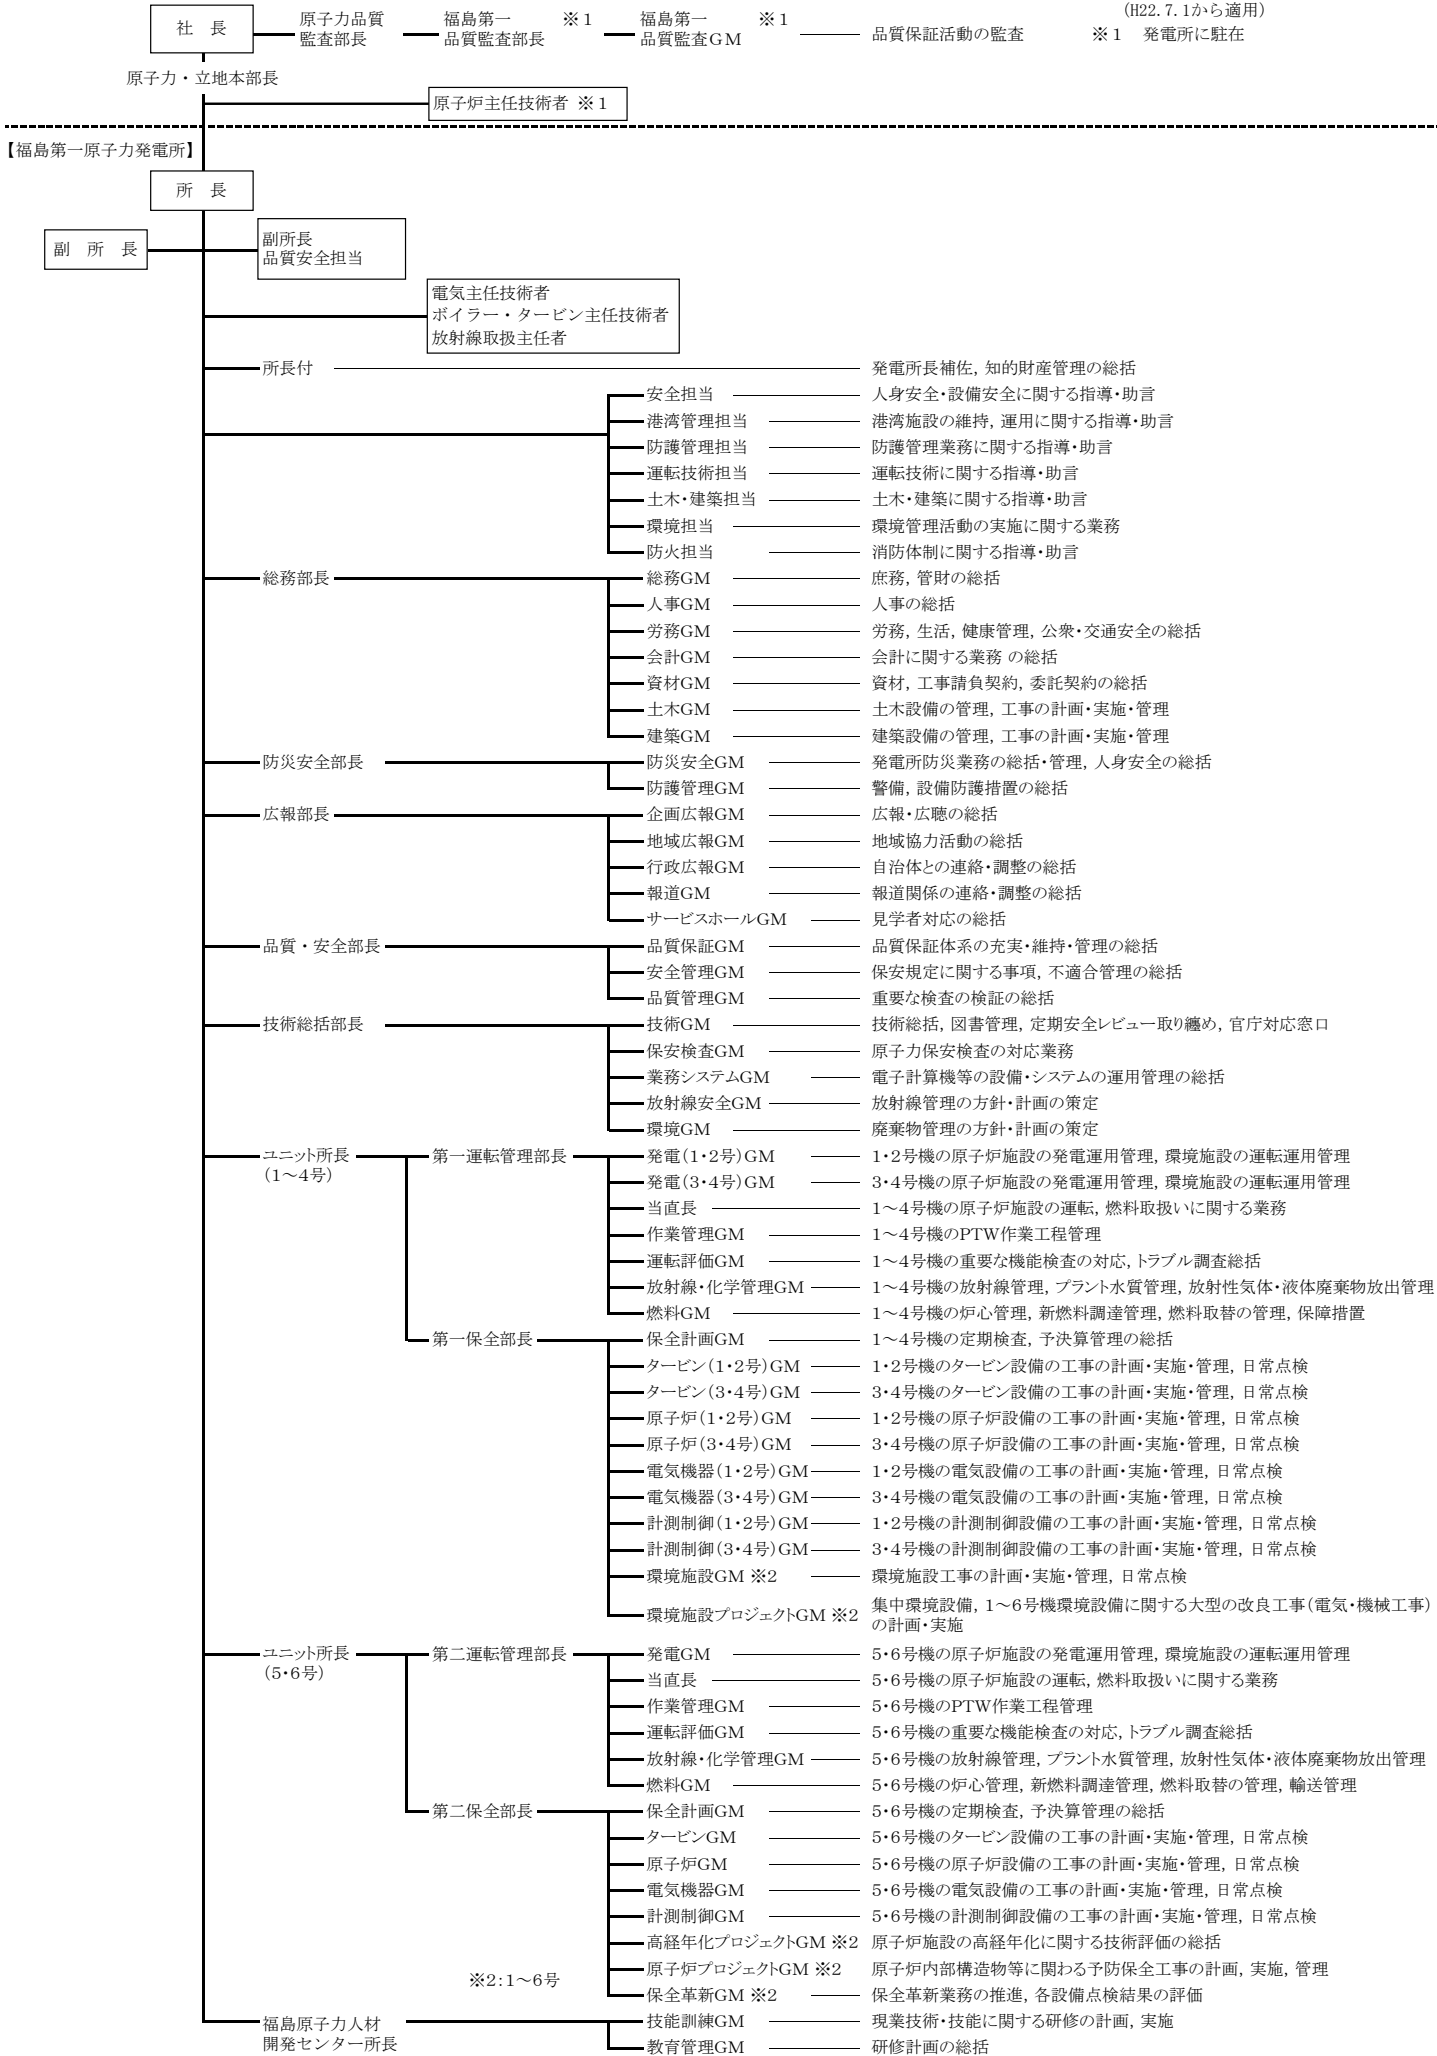 (H22.7.1から適用)
社　長　原子力品質監査部長　福島第一品質監査部長　※１　福島第一品質監査ＧＭ　※１　品質保証活動の監査　※１　発電所に駐在
原子力・立地本部長
原子炉主任技術者 ※１
【福島第一原子力発電所】
所　長
副　所　長
副所長
品質安全担当
電気主任技術者
ボイラー・タービン主任技術者
放射線取扱主任者
所長付　発電所長補佐, 知的財産管理の総括
安全担当　人身安全・設備安全に関する指導・助言
港湾管理担当　港湾施設の維持, 運用に関する指導・助言
防護管理担当　防護管理業務に関する指導・助言
運転技術担当　運転技術に関する指導・助言
土木・建築担当　土木・建築に関する指導・助言
環境担当　環境管理活動の実施に関する業務
防火担当　消防体制に関する指導・助言
総務部長　総務GM　庶務, 管財の総括
人事GM　人事の総括
労務GM　労務, 生活, 健康管理, 公衆・交通安全の総括
会計GM　会計に関する業務 の総括
資材GM　資材, 工事請負契約, 委託契約の総括
土木GM　土木設備の管理, 工事の計画・実施・管理
建築GM　建築設備の管理, 工事の計画・実施・管理
防災安全部長　防災安全GM　発電所防災業務の総括・管理, 人身安全の総括
防護管理GM　警備, 設備防護措置の総括
広報部長　企画広報GM　広報・広聴の総括
地域広報GM　地域協力活動の総括
行政広報GM　自治体との連絡・調整の総括
報道GM　報道関係の連絡・調整の総括
サービスホールGM　見学者対応の総括
品質・安全部長　品質保証GM　品質保証体系の充実・維持・管理の総括
安全管理GM　保安規定に関する事項, 不適合管理の総括
品質管理GM　重要な検査の検証の総括
技術総括部長　技術GM　技術総括, 図書管理, 定期安全レビュー取り纏め, 官庁対応窓口
保安検査GM　原子力保安検査の対応業務
業務システムGM　電子計算機等の設備・システムの運用管理の総括
放射線安全GM　放射線管理の方針・計画の策定
環境GM　廃棄物管理の方針・計画の策定
ユニット所長　第一運転管理部長　発電(1・2号)GM　1・2号機の原子炉施設の発電運用管理, 環境施設の運転運用管理
(1～4号)　発電(3・4号)GM　3・4号機の原子炉施設の発電運用管理, 環境施設の運転運用管理
当直長　1～4号機の原子炉施設の運転, 燃料取扱いに関する業務
作業管理GM　1～4号機のPTW作業工程管理
運転評価GM　1～4号機の重要な機能検査の対応, トラブル調査総括
放射線・化学管理GM　1～4号機の放射線管理, プラント水質管理, 放射性気体・液体廃棄物放出管理
燃料GM　1～4号機の炉心管理, 新燃料調達管理, 燃料取替の管理, 保障措置
第一保全部長　保全計画GM　1～4号機の定期検査, 予決算管理の総括
タービン(1・2号)GM　1・2号機のタービン設備の工事の計画・実施・管理, 日常点検
タービン(3・4号)GM　3・4号機のタービン設備の工事の計画・実施・管理, 日常点検
原子炉(1・2号)GM　1・2号機の原子炉設備の工事の計画・実施・管理, 日常点検
原子炉(3・4号)GM　3・4号機の原子炉設備の工事の計画・実施・管理, 日常点検
電気機器(1・2号)GM　1・2号機の電気設備の工事の計画・実施・管理, 日常点検
電気機器(3・4号)GM　3・4号機の電気設備の工事の計画・実施・管理, 日常点検
計測制御(1・2号)GM　1・2号機の計測制御設備の工事の計画・実施・管理, 日常点検
計測制御(3・4号)GM　3・4号機の計測制御設備の工事の計画・実施・管理, 日常点検
環境施設GM ※2　環境施設工事の計画・実施・管理, 日常点検
環境施設プロジェクトGM ※2　集中環境設備, 1～6号機環境設備に関する大型の改良工事(電気・機械工事)
の計画・実施
ユニット所長　第二運転管理部長　発電GM　5・6号機の原子炉施設の発電運用管理, 環境施設の運転運用管理
(5・6号)　当直長　5・6号機の原子炉施設の運転, 燃料取扱いに関する業務
作業管理GM　5・6号機のPTW作業工程管理
運転評価GM　5・6号機の重要な機能検査の対応, トラブル調査総括
放射線・化学管理GM　5・6号機の放射線管理, プラント水質管理, 放射性気体・液体廃棄物放出管理
燃料GM　5・6号機の炉心管理, 新燃料調達管理, 燃料取替の管理, 輸送管理
第二保全部長　保全計画GM　5・6号機の定期検査, 予決算管理の総括
タービンGM　5・6号機のタービン設備の工事の計画・実施・管理, 日常点検
原子炉GM　5・6号機の原子炉設備の工事の計画・実施・管理, 日常点検
電気機器GM　5・6号機の電気設備の工事の計画・実施・管理, 日常点検
計測制御GM　5・6号機の計測制御設備の工事の計画・実施・管理, 日常点検
高経年化プロジェクトGM ※2　原子炉施設の高経年化に関する技術評価の総括
原子炉プロジェクトGM ※2　原子炉内部構造物等に関わる予防保全工事の計画, 実施, 管理
※2:1～6号
保全革新GM ※2　保全革新業務の推進, 各設備点検結果の評価
福島原子力人材　技能訓練GM　現業技術・技能に関する研修の計画, 実施
開発センター所長　教育管理GM　研修計画の総括